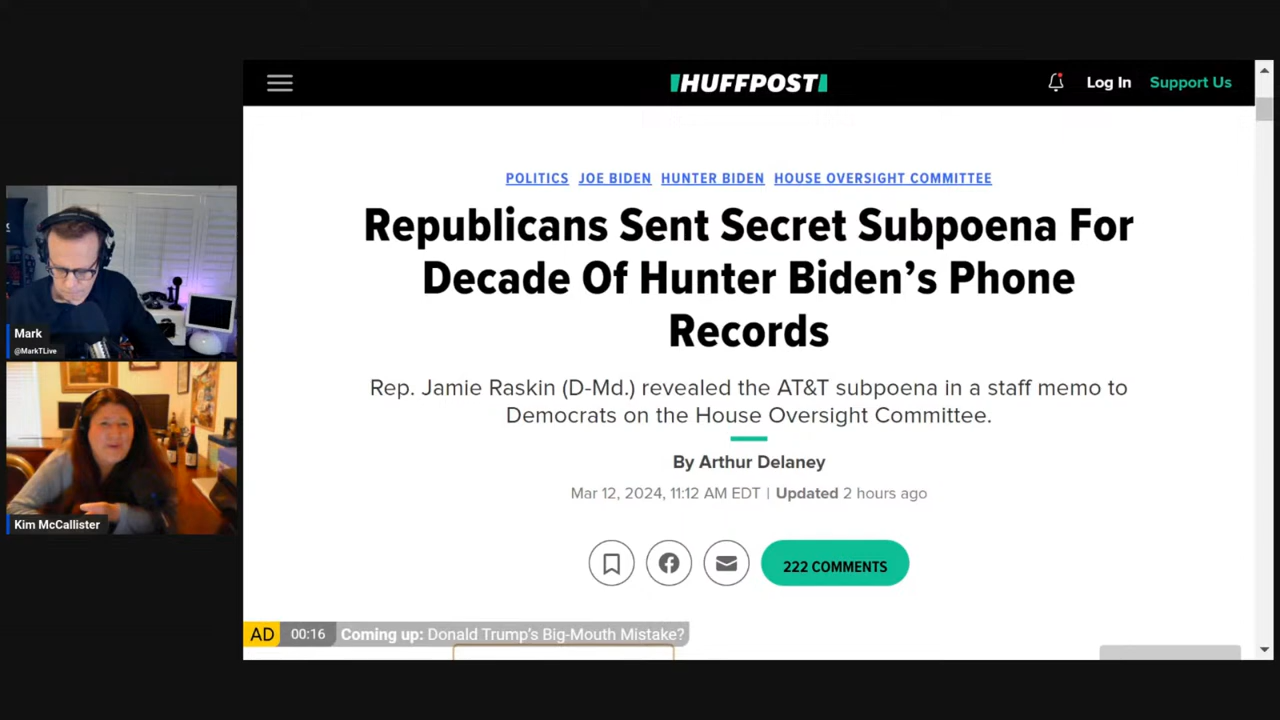 HUFFPOST
Log In
Support Us
POLITICS JOE BIDEN HUNTER BIDEN HOUSE OVERSIGHT COMMITTEE
Republicans Sent Secret Subpoena For
Decade Of Hunter Biden’s Phone
Records
Rep. Jamie Raskin (D-Md.) revealed the AT&T subpoena in a staff memo to
Democrats on the House Oversight Committee.
By Arthur Delaney
Mar 12, 2024, 11:12 AM EDT | Updated 2 hours ago
222 COMMENTS
Mark
@MarkTLive
Kim McCallister
AD 00:16 Coming up: Donald Trump’s Big-Mouth Mistake?